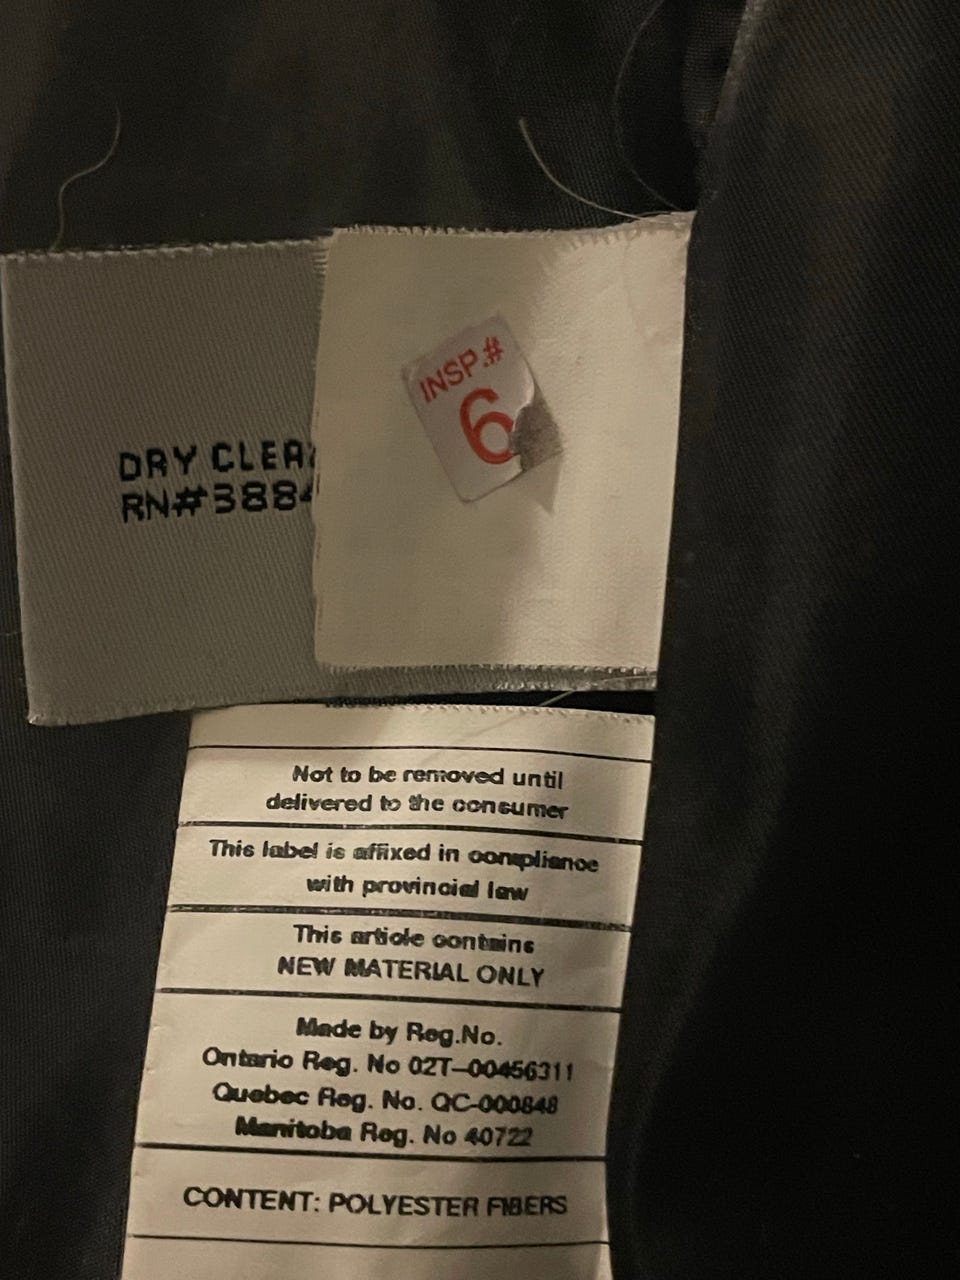 INSP.#
6
DRY CLEA
RN#388
Not to be removed until
delivered to the consumer
This label is affixed in compliance
with provincial law
This article contains
NEW MATERIAL ONLY
Made by Reg.No.
Ontario Reg. No 02T-00456311
Quebec Reg. No. QC-000848
Manitoba Reg. No 40722
CONTENT: POLYESTER FIBERS